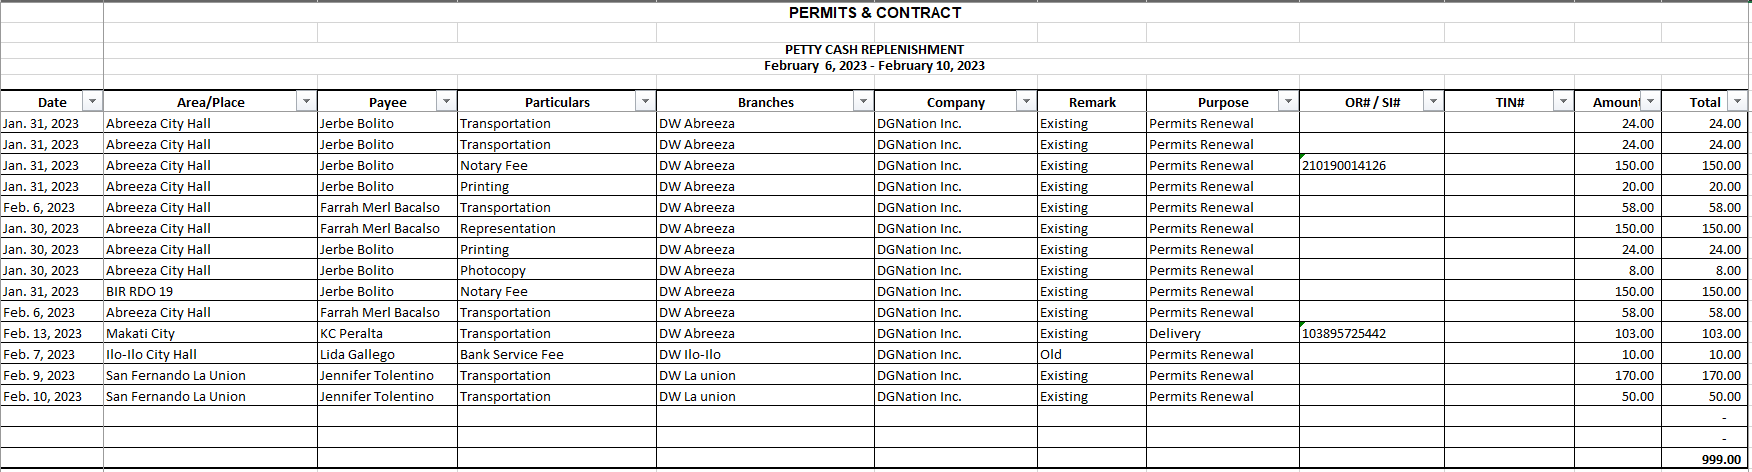 PERMITS & CONTRACT
PETTY CASH REPLENISHMENT
February 6, 2023 - February 10, 2023
Date Area/Place Payee Particulars Branches Company Remark Purpose OR# / SI# TIN# Amount Total
Jan. 31, 2023 Abreeza City Hall Jerbe Bolito Transportation DW Abreeza DGNation Inc. Existing Permits Renewal 24.00 24.00
Jan. 31, 2023 Abreeza City Hall Jerbe Bolito Transportation DW Abreeza DGNation Inc. Existing Permits Renewal 24.00 24.00
Jan. 31, 2023 Abreeza City Hall Jerbe Bolito Notary Fee DW Abreeza DGNation Inc. Existing Permits Renewal 210190014126 150.00 150.00
Jan. 31, 2023 Abreeza City Hall Jerbe Bolito Printing DW Abreeza DGNation Inc. Existing Permits Renewal 20.00 20.00
Feb. 6, 2023 Abreeza City Hall Farrah Merl Bacalso Transportation DW Abreeza DGNation Inc. Existing Permits Renewal 58.00 58.00
Jan. 30, 2023 Abreeza City Hall Farrah Merl Bacalso Representation DW Abreeza DGNation Inc. Existing Permits Renewal 150.00 150.00
Jan. 30, 2023 Abreeza City Hall Jerbe Bolito Printing DW Abreeza DGNation Inc. Existing Permits Renewal 24.00 24.00
Jan. 30, 2023 Abreeza City Hall Jerbe Bolito Photocopy DW Abreeza DGNation Inc. Existing Permits Renewal 8.00 8.00
Jan. 31, 2023 BIR RDO 19 Jerbe Bolito Notary Fee DW Abreeza DGNation Inc. Existing Permits Renewal 150.00 150.00
Feb. 6, 2023 Abreeza City Hall Farrah Merl Bacalso Transportation DW Abreeza DGNation Inc. Existing Permits Renewal 58.00 58.00
Feb. 13, 2023 Makati City KC Peralta Transportation DW Abreeza DGNation Inc. Existing Delivery 103895725442 103.00 103.00
Feb. 7, 2023 Ilo-Ilo City Hall Lida Gallego Bank Service Fee DW Ilo-Ilo DGNation Inc. Old Permits Renewal 10.00 10.00
Feb. 9, 2023 San Fernando La Union Jennifer Tolentino Transportation DW La union DGNation Inc. Existing Permits Renewal 170.00 170.00
Feb. 10, 2023 San Fernando La Union Jennifer Tolentino Transportation DW La union DGNation Inc. Existing Permits Renewal 50.00 50.00
-
-
999.00